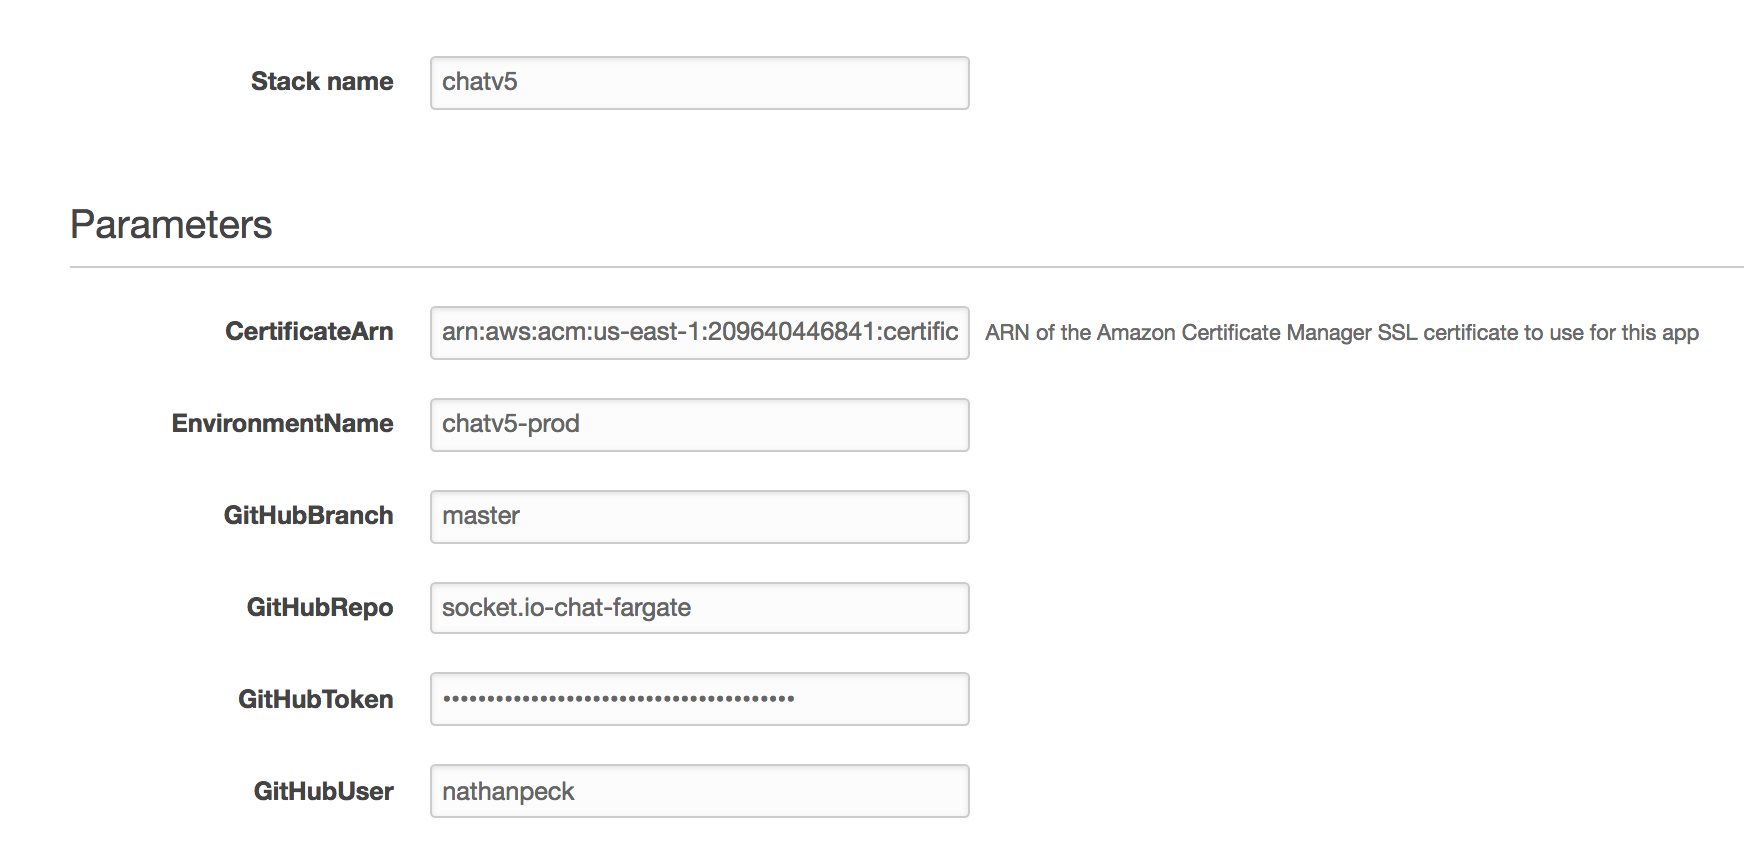 Stack name chatv5
Parameters
CertificateArn arn:aws:acm:us-east-1:209640446841:certific ARN of the Amazon Certificate Manager SSL certificate to use for this app
EnvironmentName chatv5-prod
GitHubBranch master
GitHubRepo socket.io-chat-fargate
GitHubToken ••••••••••••••••••••••••••••••••••••••••
GitHubUser nathanpeck